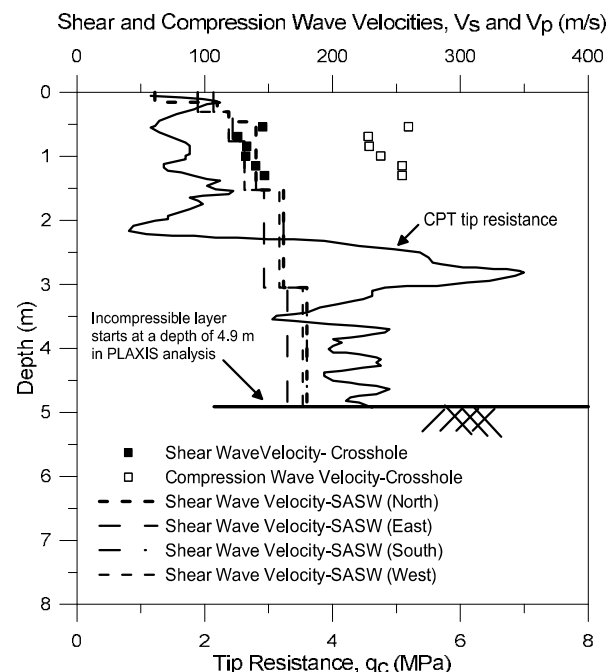 Shear and Compression Wave Velocities, Vs and Vp (m/s)
0 100 200 300 400
0
1
2
3
4
5
6
7
8
Depth (m)
CPT tip resistance
Incompressible layer
starts at a depth of 4.9 m
in PLAXIS analysis
Shear WaveVelocity- Crosshole
Compression Wave Velocity-Crosshole
Shear Wave Velocity-SASW (North)
Shear Wave Velocity-SASW (East)
Shear Wave Velocity-SASW (South)
Shear Wave Velocity-SASW (West)
0 2 4 6 8
Tip Resistance, qc (MPa)